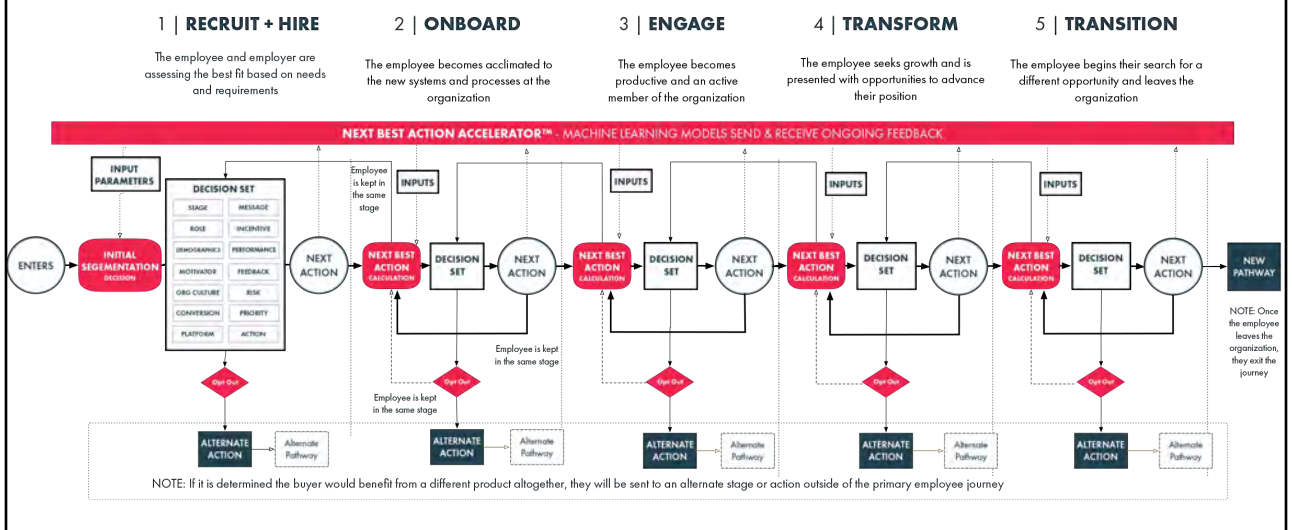 1 | RECRUIT + HIRE
The employee and employer are
assessing the best fit based on needs
and requirements
2 | ONBOARD
The employee becomes acclimated to
the new systems and processes at the
organization
3 | ENGAGE
The employee becomes
productive and an active
member of the organization
4 | TRANSFORM
The employee seeks growth and is
presented with opportunities to advance
their position
5 | TRANSITION
The employee begins their search for a
different opportunity and leaves the
organization
NEXT BEST ACTION ACCELERATOR™ - MACHINE LEARNING MODELS SEND & RECEIVE ONGOING FEEDBACK
ENTERS
INPUT
PARAMETERS
INITIAL
SEGMENTATION
DECISION
DECISION SET
STAGE
MESSAGE
ROLE
INCENTIVE
DEMOGRAPHICS
PERFORMANCE
MOTIVATOR
FEEDBACK
ORG CULTURE
RISK
CONVERSION
PRIORITY
PLATFORM
ACTION
Opt Out
ALTERNATE
ACTION
Alternate
Pathway
NEXT
ACTION
Employee
is kept in
the same
stage
INPUTS
NEXT BEST
ACTION
CALCULATION
DECISION
SET
NEXT
ACTION
Employee is kept
in the same stage
Employee is kept
in the same stage
Opt Out
ALTERNATE
ACTION
Alternate
Pathway
INPUTS
NEXT BEST
ACTION
CALCULATION
DECISION
SET
NEXT
ACTION
Opt Out
ALTERNATE
ACTION
Alternate
Pathway
INPUTS
NEXT BEST
ACTION
CALCULATION
DECISION
SET
NEXT
ACTION
Opt Out
ALTERNATE
ACTION
Alternate
Pathway
INPUTS
NEXT BEST
ACTION
CALCULATION
DECISION
SET
NEXT
ACTION
Opt Out
ALTERNATE
ACTION
Alternate
Pathway
NEW
PATHWAY
NOTE: Once
the employee
leaves the
organization,
they exit the
journey
NOTE: If it is determined the buyer would benefit from a different product altogether, they will be sent to an alternate stage or action outside of the primary employee journey